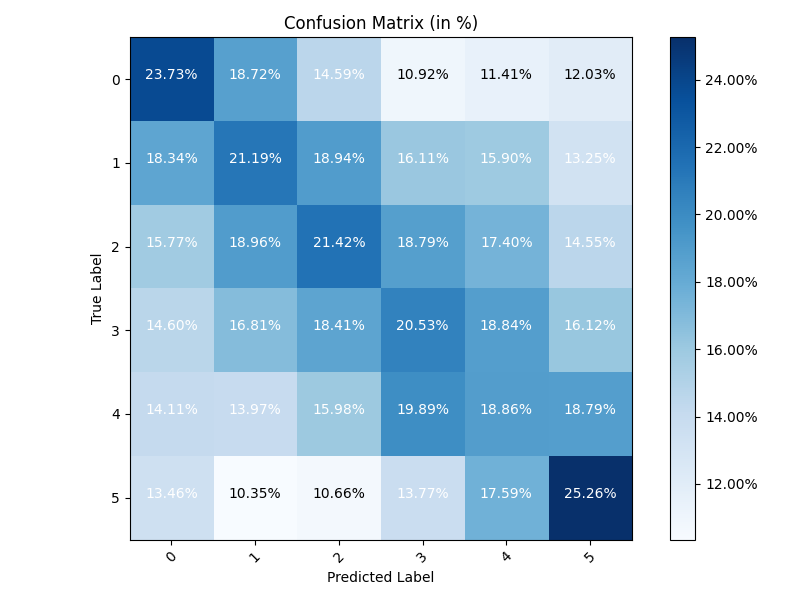 Confusion Matrix (in %)
0 23.73% 18.72% 14.59% 10.92% 11.41% 12.03%
1 18.34% 21.19% 18.94% 16.11% 15.90% 13.25%
2 15.77% 18.96% 21.42% 18.79% 17.40% 14.55%
3 14.60% 16.81% 18.41% 20.53% 18.84% 16.12%
4 14.11% 13.97% 15.98% 19.89% 18.86% 18.79%
5 13.46% 10.35% 10.66% 13.77% 17.59% 25.26%
0 1 2 3 4 5
True Label
Predicted Label
24.00%
22.00%
20.00%
18.00%
16.00%
14.00%
12.00%